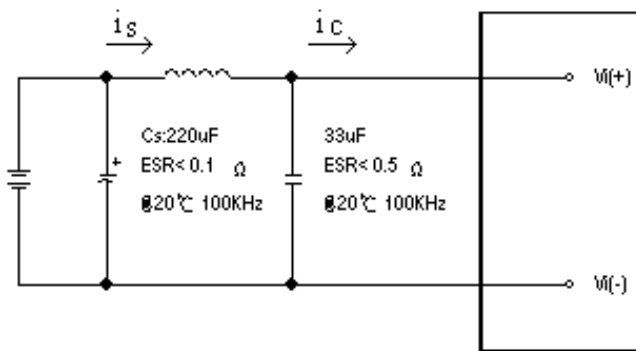 is
ic
Vi(+)
Cs:220uF
ESR< 0.1 Ω
@20℃ 100KHz
+
33uF
ESR< 0.5 Ω
@20℃ 100KHz
Vi(-)